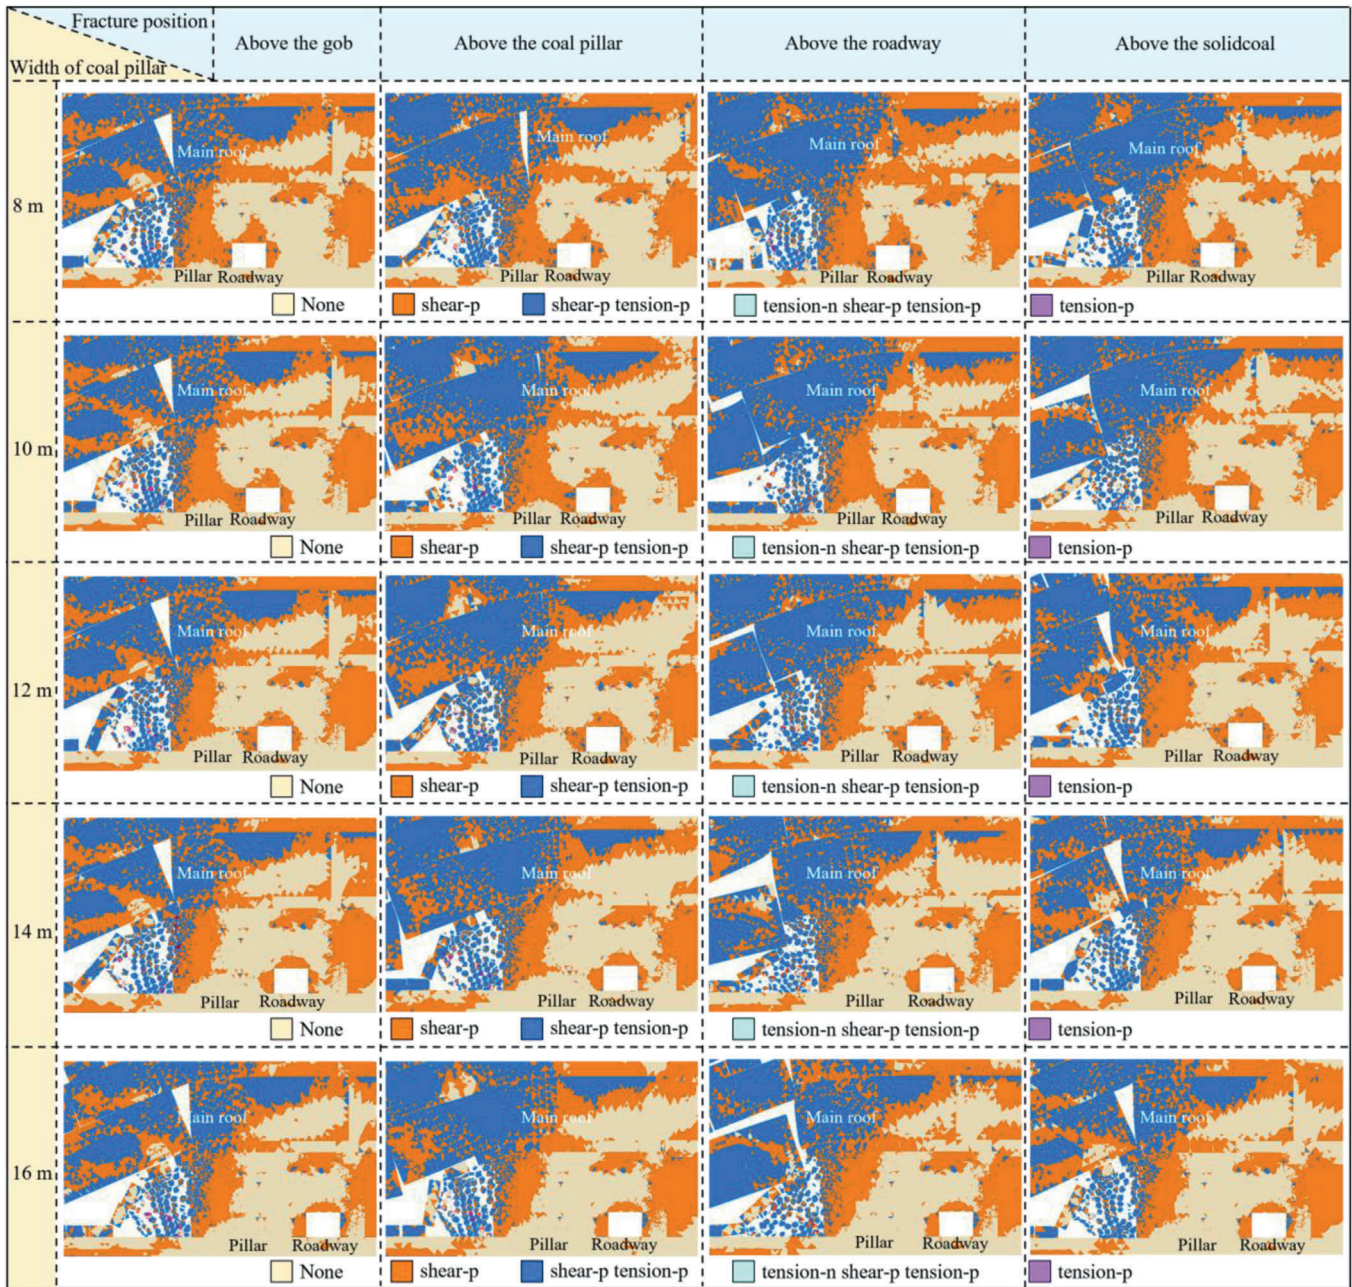 Fracture position
Width of coal pillar
Above the gob
Above the coal pillar
Above the roadway
Above the solidcoal
8 m
Main roof
Pillar Roadway
Main roof
Pillar Roadway
Main roof
Pillar Roadway
Main roof
Pillar Roadway
None
shear-p
shear-p tension-p
tension-n shear-p tension-p
tension-p
10 m
Main roof
Pillar Roadway
Main roof
Pillar Roadway
Main roof
Pillar Roadway
Main roof
Pillar Roadway
None
shear-p
shear-p tension-p
tension-n shear-p tension-p
tension-p
12 m
Main roof
Pillar Roadway
Main roof
Pillar Roadway
Main roof
Pillar Roadway
Main roof
Pillar Roadway
None
shear-p
shear-p tension-p
tension-n shear-p tension-p
tension-p
14 m
Main roof
Pillar Roadway
Main roof
Pillar Roadway
Main roof
Pillar Roadway
Main roof
Pillar Roadway
None
shear-p
shear-p tension-p
tension-n shear-p tension-p
tension-p
16 m
Main roof
Pillar Roadway
Main roof
Pillar Roadway
Main roof
Pillar Roadway
Main roof
Pillar Roadway
None
shear-p
shear-p tension-p
tension-n shear-p tension-p
tension-p